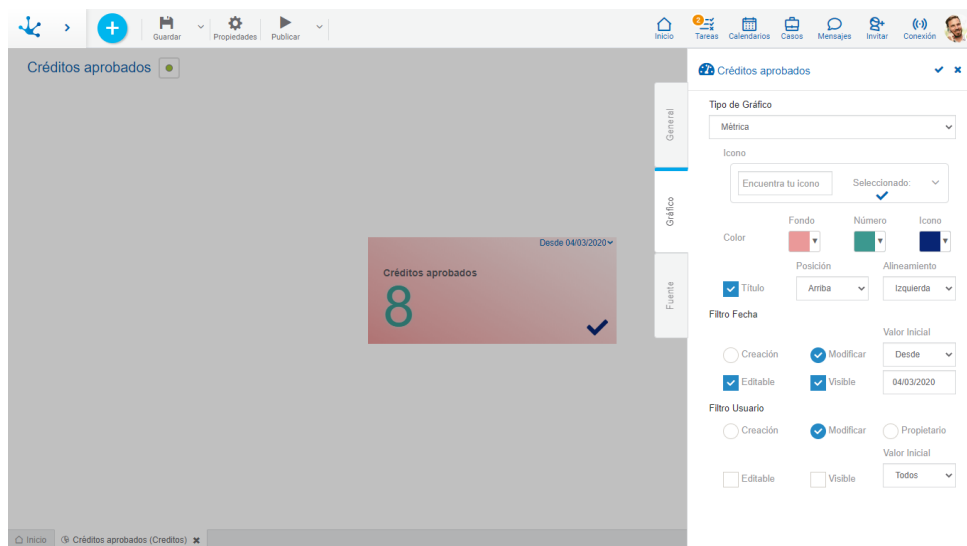 Guardar
Propiedades
Publicar
Inicio
2
Tareas
Calendarios
Casos
Mensajes
Invitar
Conexión
Créditos aprobados
Desde 04/03/2020
Créditos aprobados
8
General
Gráfico
Fuente
Créditos aprobados
Tipo de Gráfico
Métrica
Icono
Encuentra tu ícono
Seleccionado:
Fondo Número Icono
Color
Posición Alineamiento
Título Arriba Izquierda
Filtro Fecha
Valor Inicial
Creación Modificar Desde
Editable Visible 04/03/2020
Filtro Usuario
Creación Modificar Propietario
Valor Inicial
Editable Visible Todos
Inicio
Créditos aprobados (Creditos)